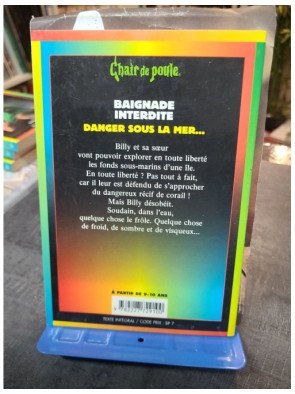 Chair de poule.
BAIGNADE
INTERDITE
DANGER SOUS LA MER...
Billy et sa sœur
vont pouvoir explorer en toute liberté
les fonds sous-marins d'une île.
En toute liberté ? Pas tout à fait,
car il leur est défendu de s'approcher
du dangereux récif de corail !
Mais Billy désobéit.
Soudain, dans l'eau,
quelque chose le frôle. Quelque chose
de froid, de sombre et de visqueux...
À PARTIR DE 9-10 ANS
TEXTE INTÉGRAL / CODE PRIX : BP 7